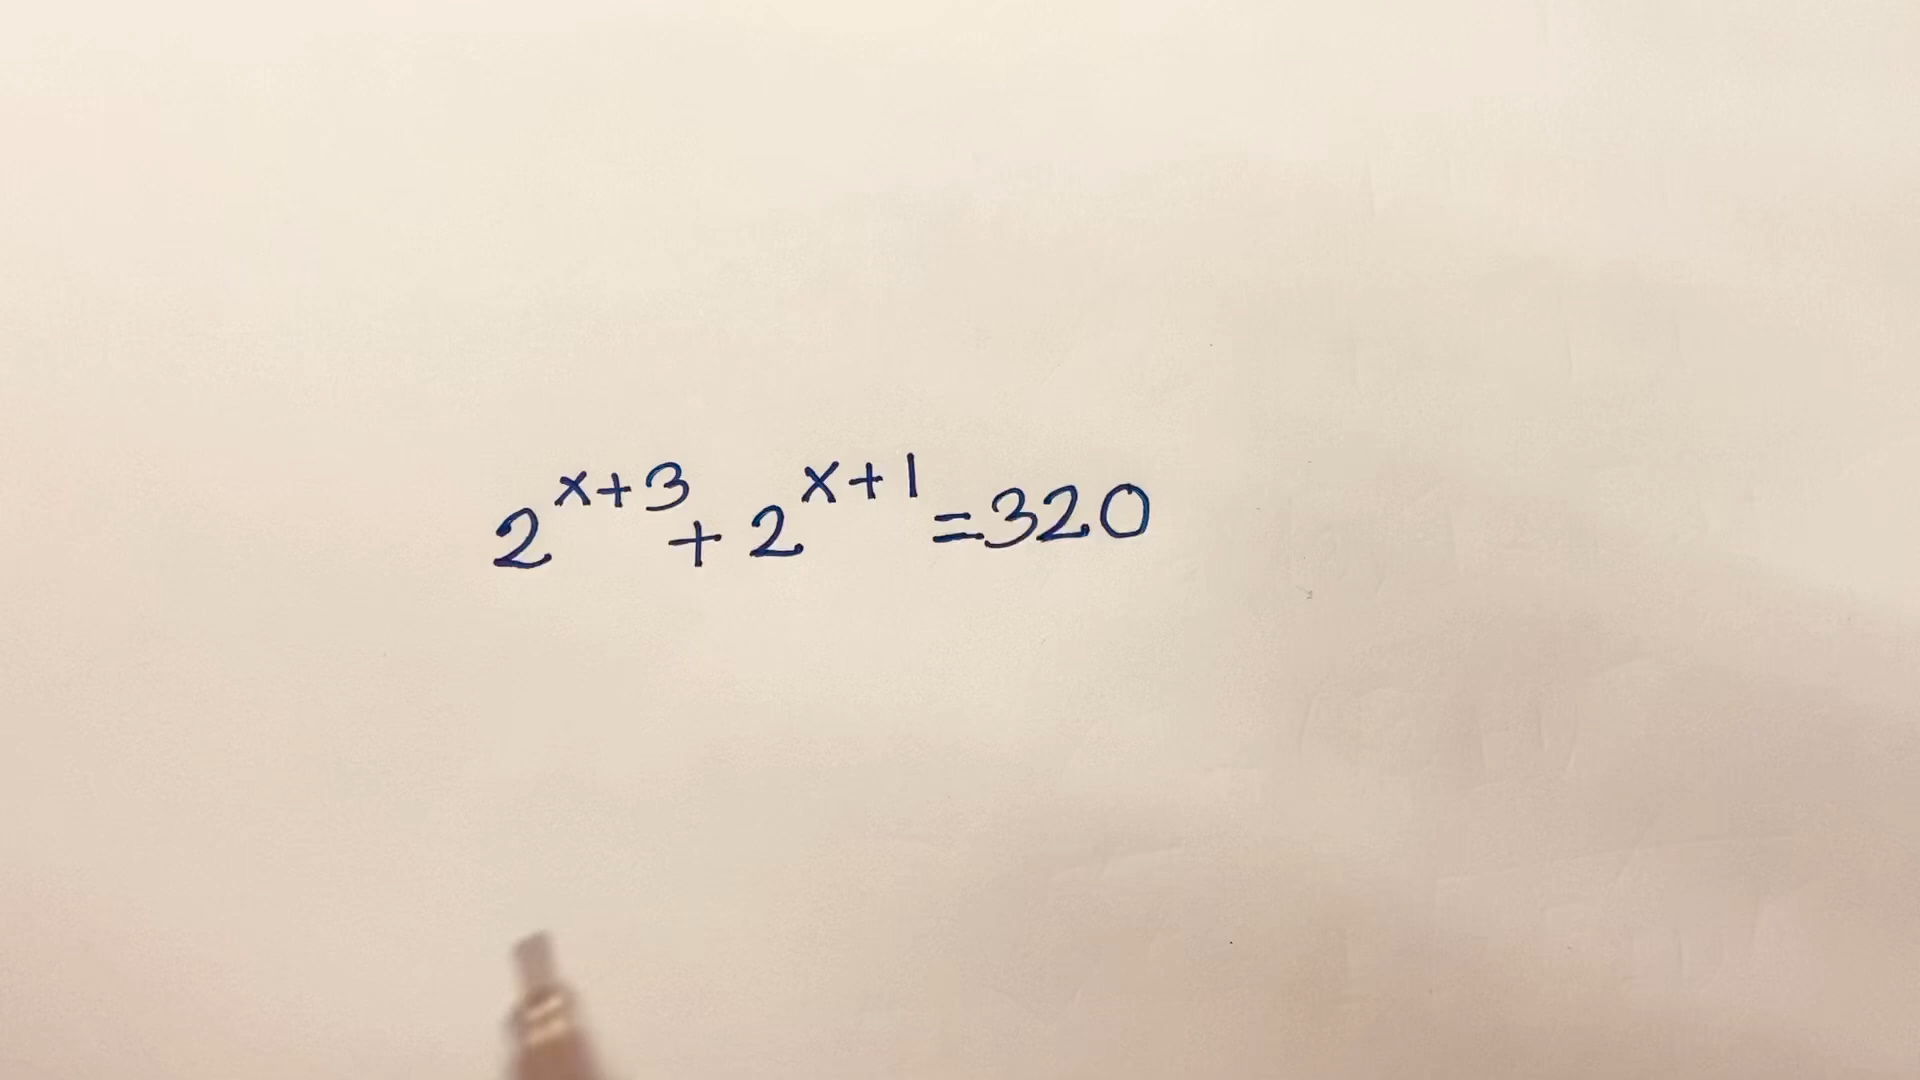 2^{x+3} + 2^{x+1} = 320